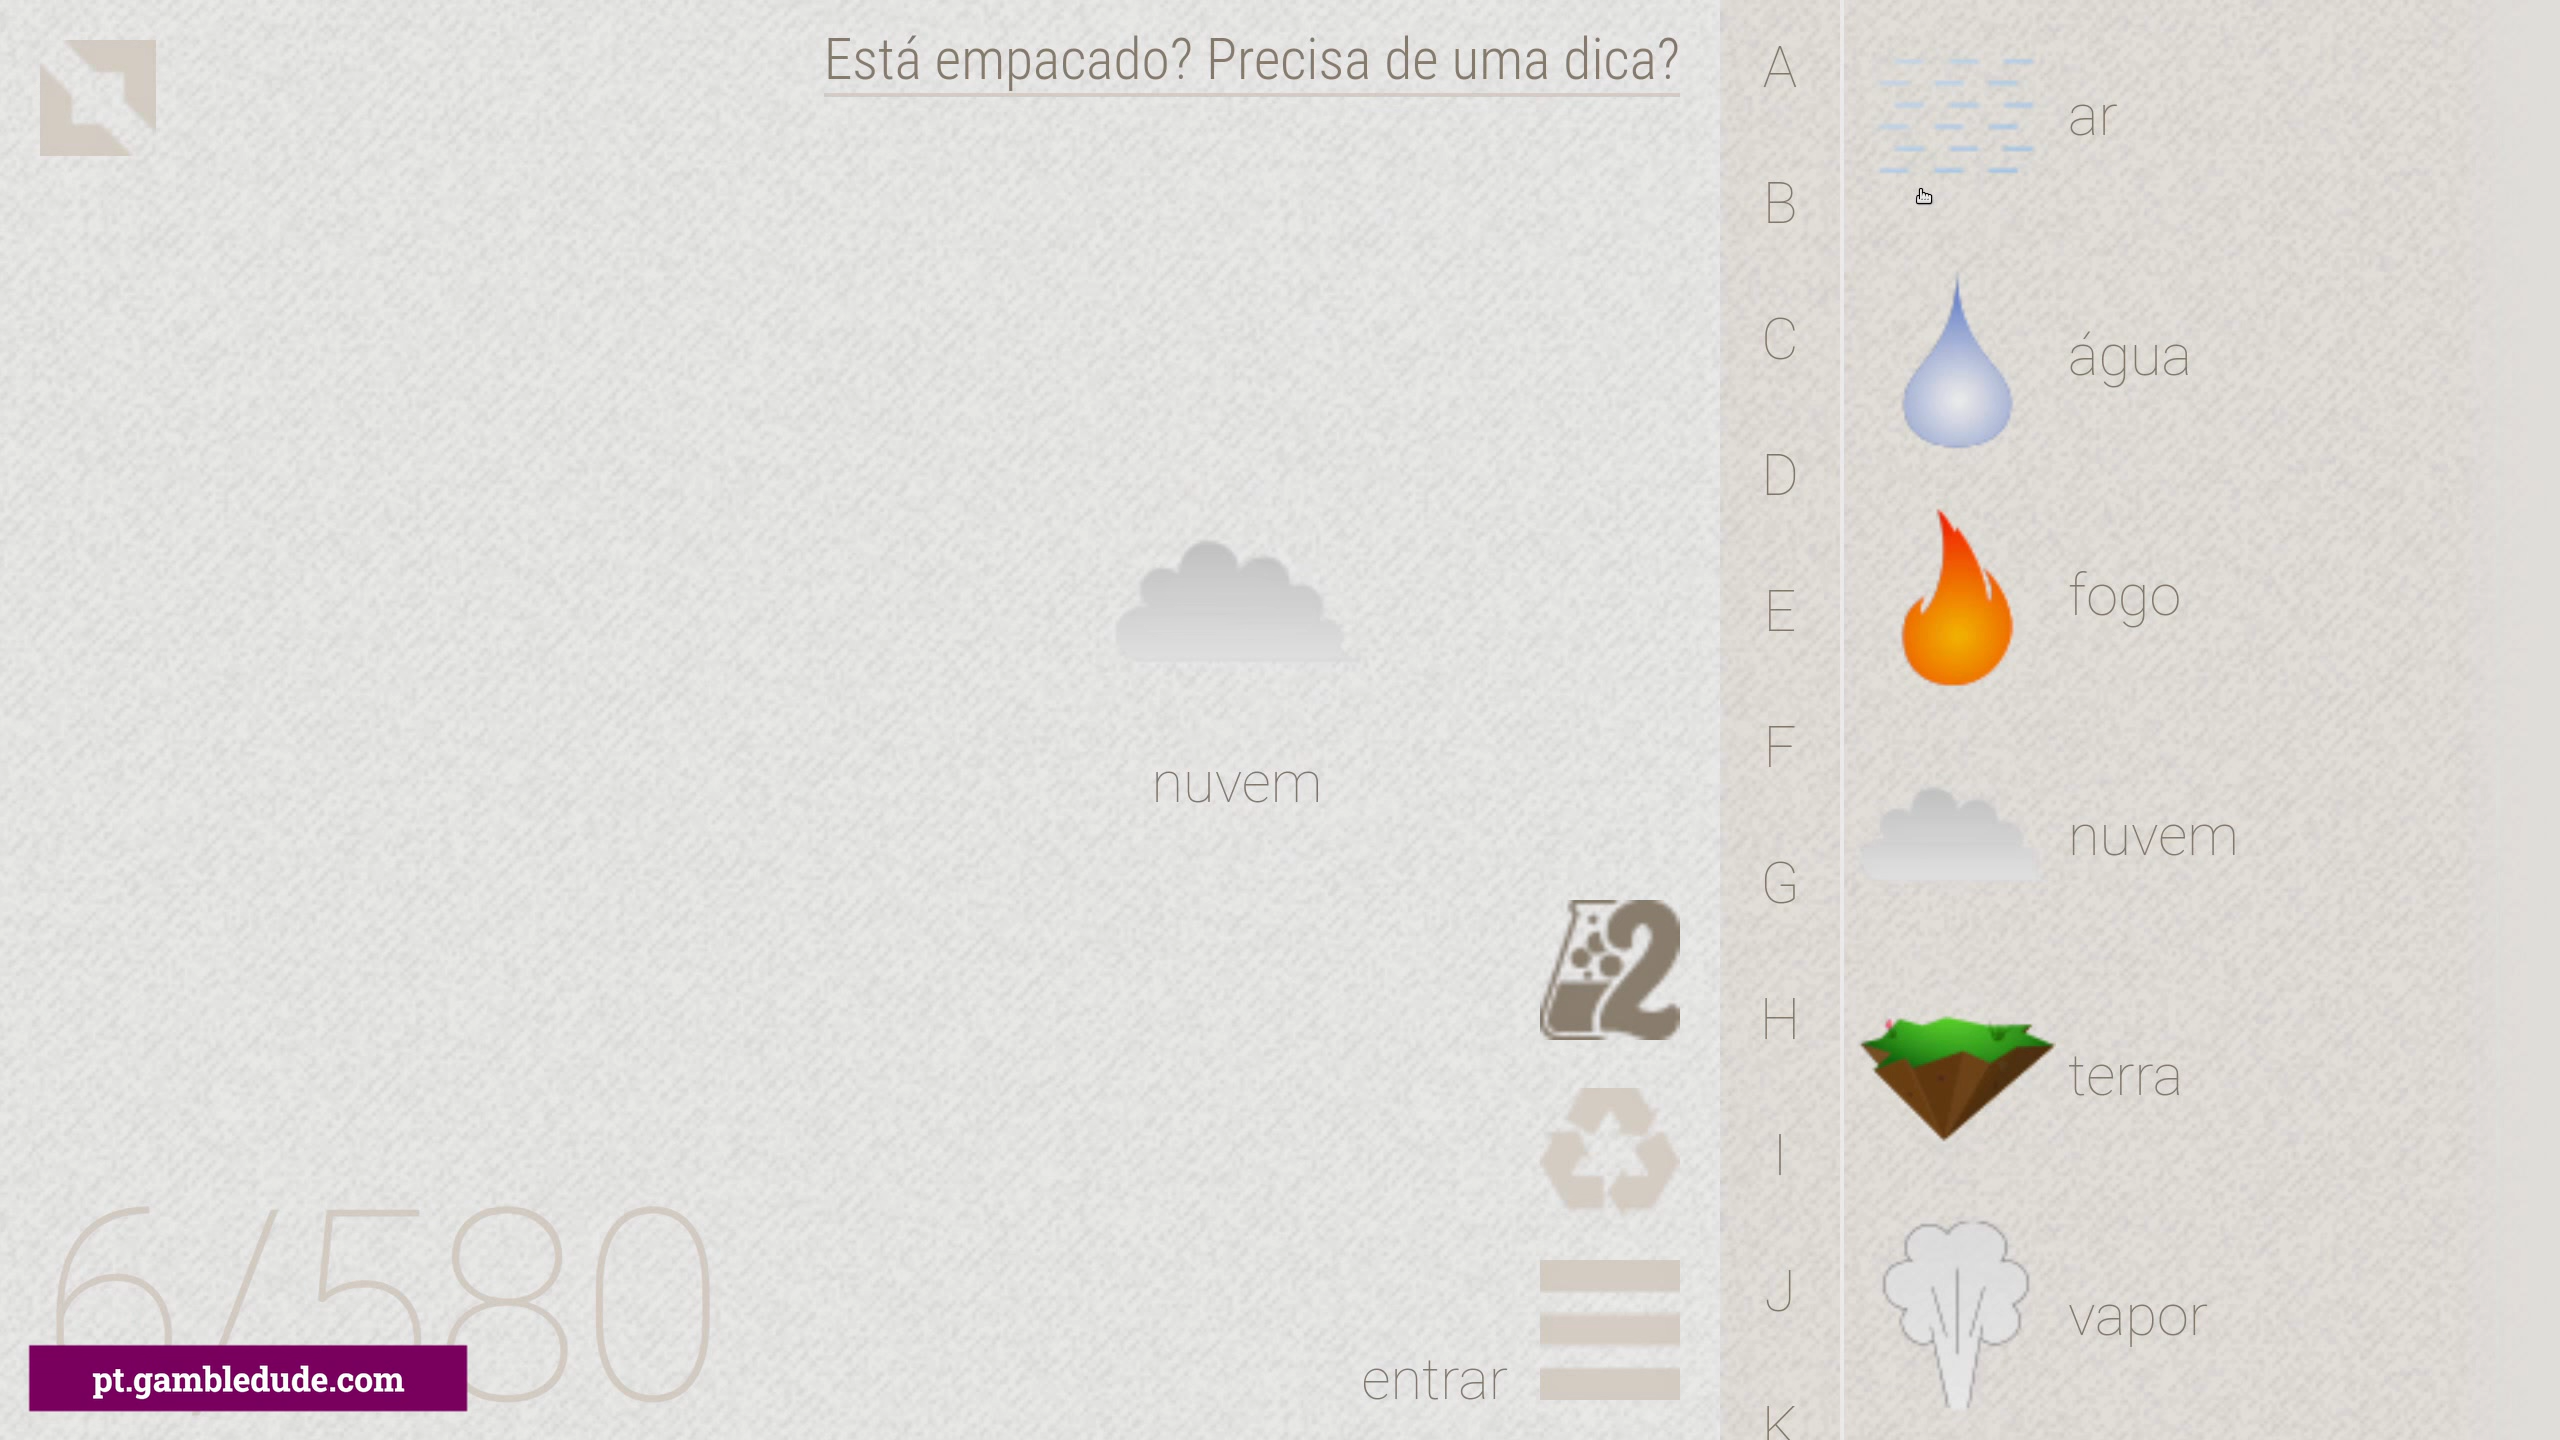 Está empacado? Precisa de uma dica?
A
B
C
D
E
F
G
H
I
J
K
ar
água
fogo
nuvem
terra
vapor
nuvem
2
6/580
entrar
pt.gambledude.com